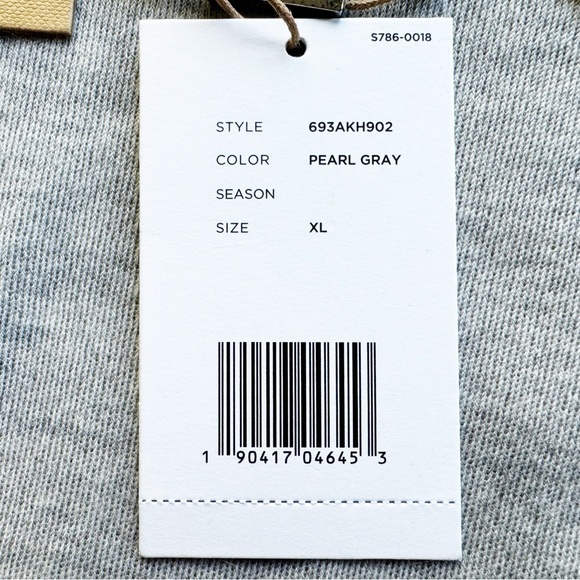 S786-0018
STYLE 693AKH902
COLOR PEARL GRAY
SEASON
SIZE XL
1 90417 04645 3